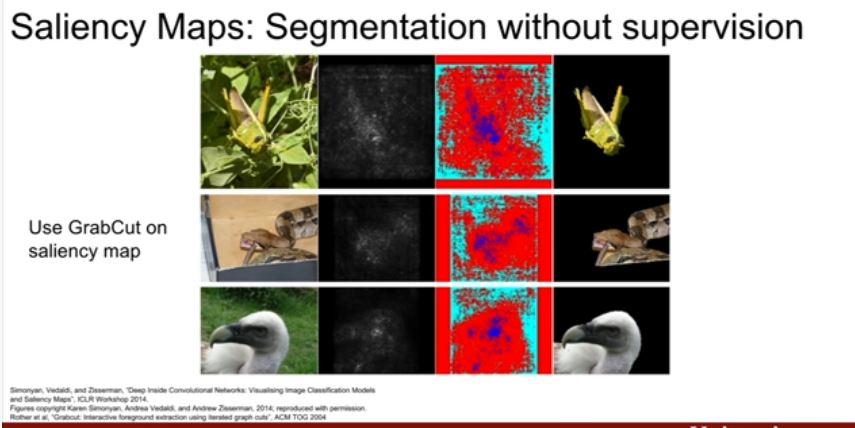 Saliency Maps: Segmentation without supervision
Use GrabCut on
saliency map
Simonyan, Vedaldi, and Zisserman, "Deep Inside Convolutional Networks: Visualising Image Classification Models
and Saliency Maps", ICLR Workshop 2014.
Figures copyright Karen Simonyan, Andrea Vedaldi, and Andrew Zisserman, 2014; reproduced with permission.
Rother et al, "Grabcut: Interactive foreground extraction using iterated graph cuts", ACM TOG 2004